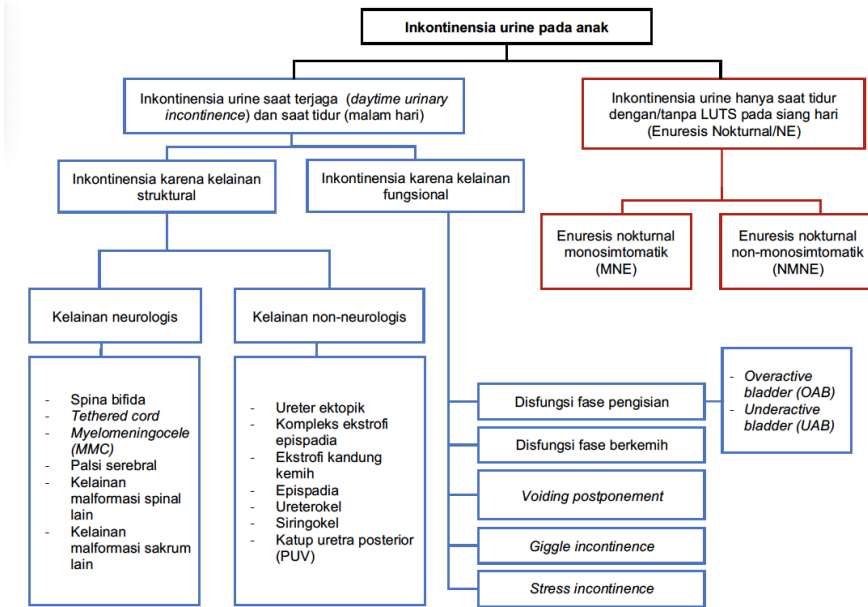 Inkontinensia urine pada anak
Inkontinensia urine saat terjaga (daytime urinary
incontinence) dan saat tidur (malam hari)
Inkontinensia urine hanya saat tidur
dengan/tanpa LUTS pada siang hari
(Enuresis Nokturnal/NE)
Inkontinensia karena kelainan
struktural
Inkontinensia karena kelainan
fungsional
Enuresis nokturnal
monosimtomatik
(MNE)
Enuresis nokturnal
non-monosimtomatik
(NMNE)
Kelainan neurologis
Kelainan non-neurologis
- Spina bifida
- Tethered cord
- Myelomeningocele
(MMC)
- Palsi serebral
- Kelainan
malformasi spinal
lain
- Kelainan
malformasi sakrum
lain
- Ureter ektopik
- Kompleks ekstrofi
epispadia
- Ekstrofi kandung
kemih
- Epispadia
- Ureterokel
- Siringokel
- Katup uretra posterior
(PUV)
Disfungsi fase pengisian
- Overactive
bladder (OAB)
- Underactive
bladder (UAB)
Disfungsi fase berkemih
Voiding postponement
Giggle incontinence
Stress incontinence